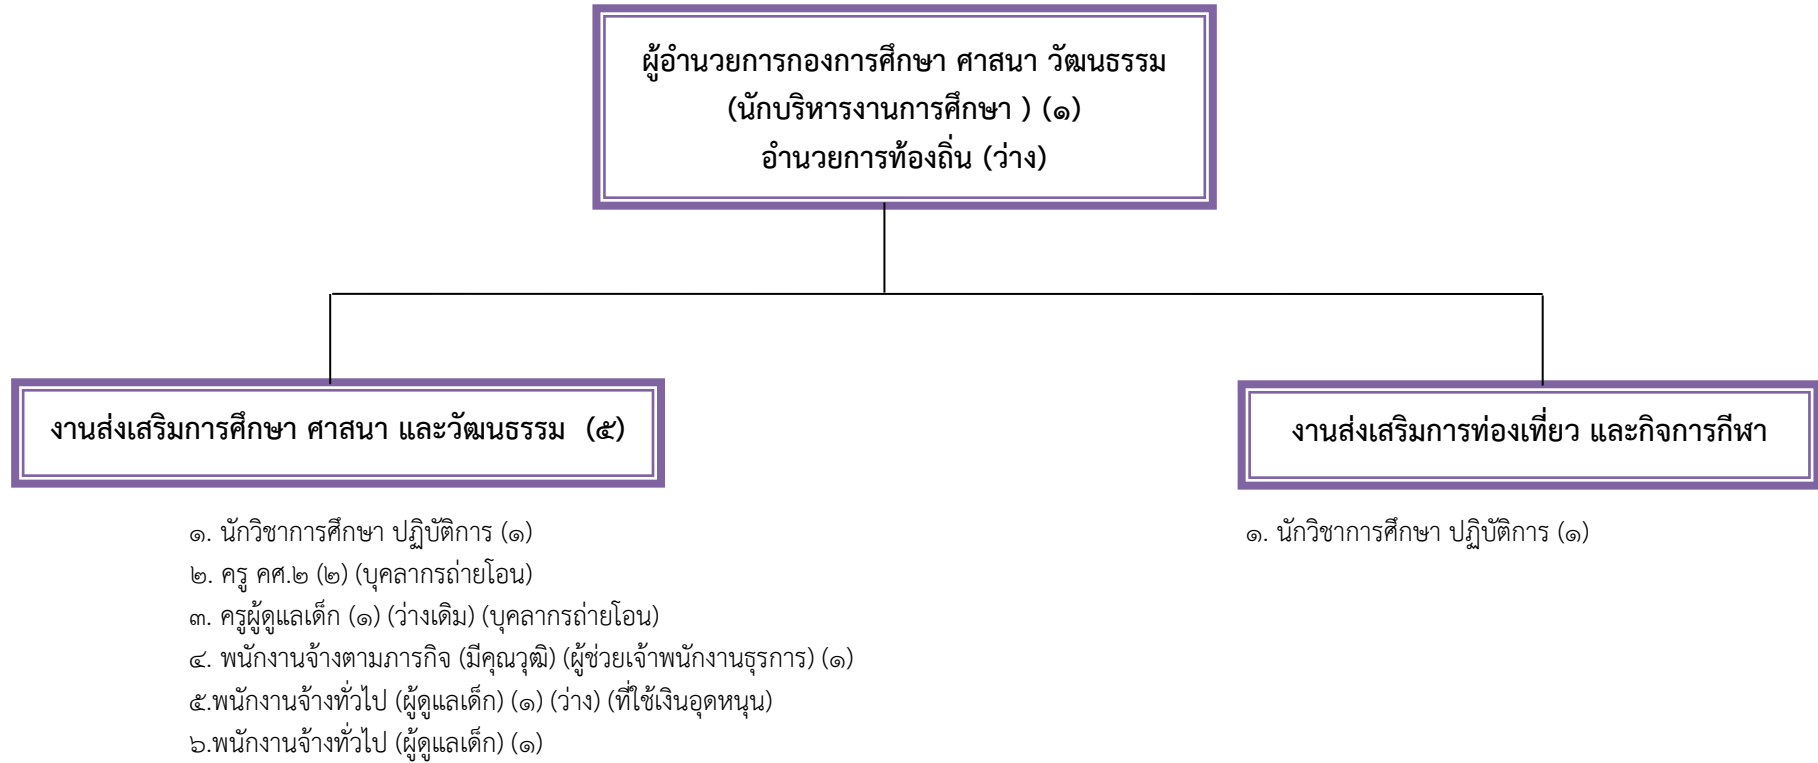 ผู้อำนวยการกองการศึกษา ศาสนา วัฒนธรรม
(นักบริหารงานการศึกษา ) (๑)
อำนวยการท้องถิ่น (ว่าง)
งานส่งเสริมการศึกษา ศาสนา และวัฒนธรรม (๕)
๑. นักวิชาการศึกษา ปฏิบัติการ (๑)
๒. ครู คศ.๒ (๒) (บุคลากรถ่ายโอน)
๓. ครูผู้ดูแลเด็ก (๑) (ว่างเดิม) (บุคลากรถ่ายโอน)
๔. พนักงานจ้างตามภารกิจ (มีคุณวุฒิ) (ผู้ช่วยเจ้าพนักงานธุรการ) (๑)
๕.พนักงานจ้างทั่วไป (ผู้ดูแลเด็ก) (๑) (ว่าง) (ที่ใช้เงินอุดหนุน)
๖.พนักงานจ้างทั่วไป (ผู้ดูแลเด็ก) (๑)
งานส่งเสริมการท่องเที่ยว และกิจการกีฬา
๑. นักวิชาการศึกษา ปฏิบัติการ (๑)